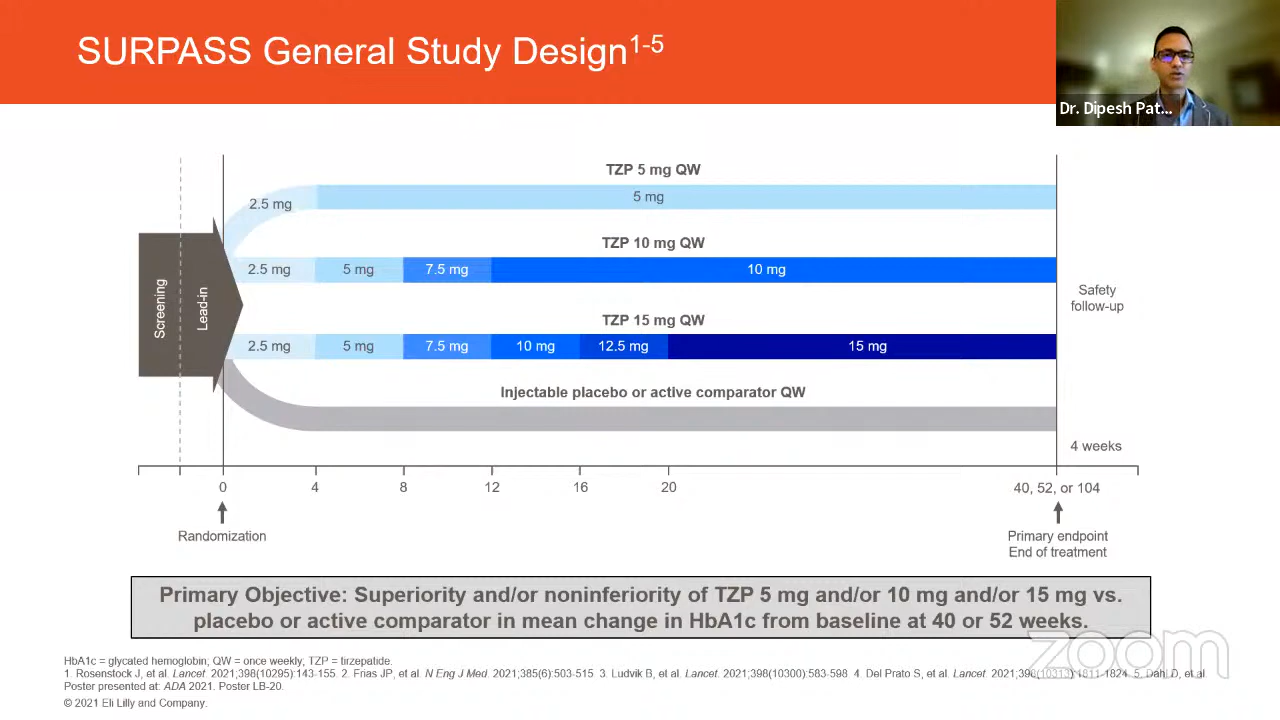 SURPASS General Study Design1-5
Dr. Dipesh Pat...
TZP 5 mg QW
2.5 mg
5 mg
TZP 10 mg QW
2.5 mg
5 mg
7.5 mg
10 mg
TZP 15 mg QW
2.5 mg
5 mg
7.5 mg
10 mg
12.5 mg
15 mg
Injectable placebo or active comparator QW
Screening
Lead-in
Safety
follow-up
4 weeks
0
4
8
12
16
20
40, 52, or 104
Randomization
Primary endpoint
End of treatment
Primary Objective: Superiority and/or noninferiority of TZP 5 mg and/or 10 mg and/or 15 mg vs.
placebo or active comparator in mean change in HbA1c from baseline at 40 or 52 weeks.
zoom
HbA1c = glycated hemoglobin; QW = once weekly; TZP = tirzepatide.
1. Rosenstock J, et al. Lancet. 2021;398(10295):143-155. 2. Frias JP, et al. N Eng J Med. 2021;385(6):503-515 3. Ludvik B, et al. Lancet. 2021;398(10300):583-598. 4. Del Prato S, et al. Lancet. 2021;398(10313):1811-1824. 5. Dahl D, et al.
Poster presented at: ADA 2021. Poster LB-20.
© 2021 Eli Lilly and Company.